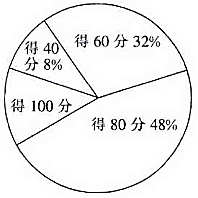 得 60 分 32%
得 40
分 8%
得 100 分
得 80 分 48%